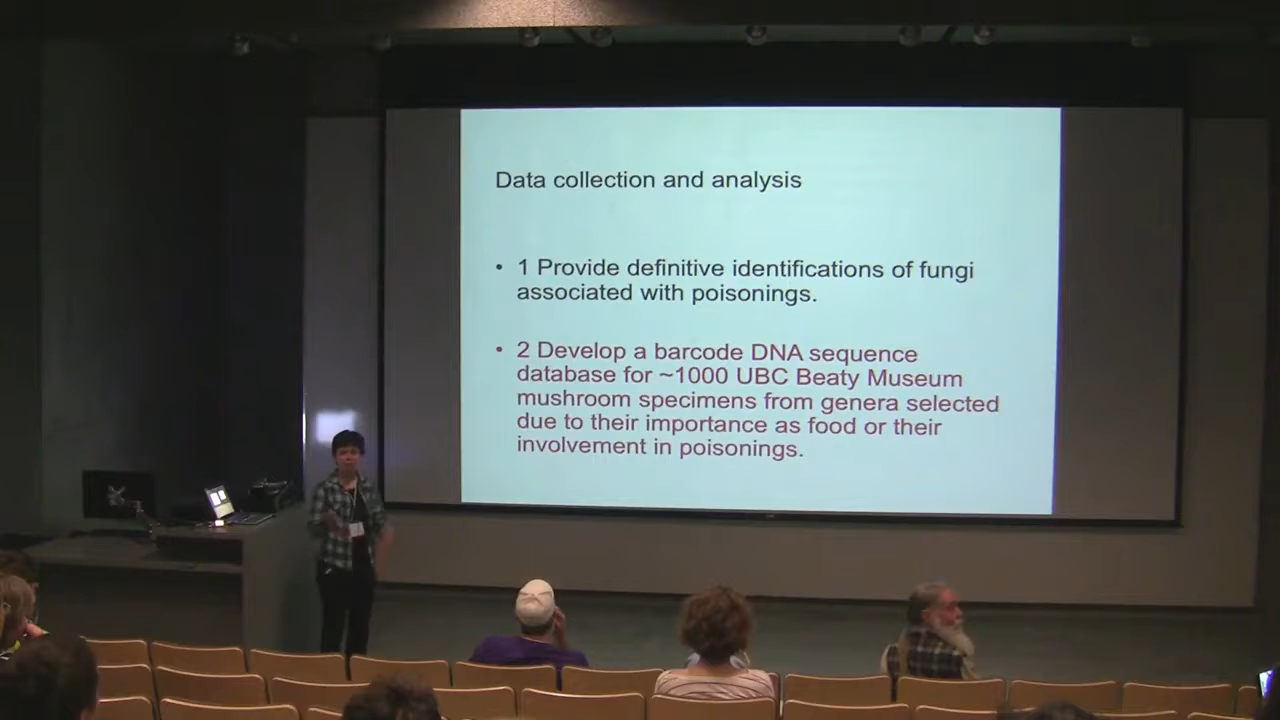 Data collection and analysis
• 1 Provide definitive identifications of fungi
associated with poisonings.
• 2 Develop a barcode DNA sequence
database for ~1000 UBC Beaty Museum
mushroom specimens from genera selected
due to their importance as food or their
involvement in poisonings.